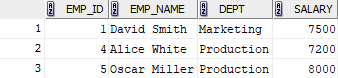 EMP_ID EMP_NAME DEPT SALARY
1 1 David Smith Marketing 7500
2 4 Alice White Production 7200
3 5 Oscar Miller Production 8000